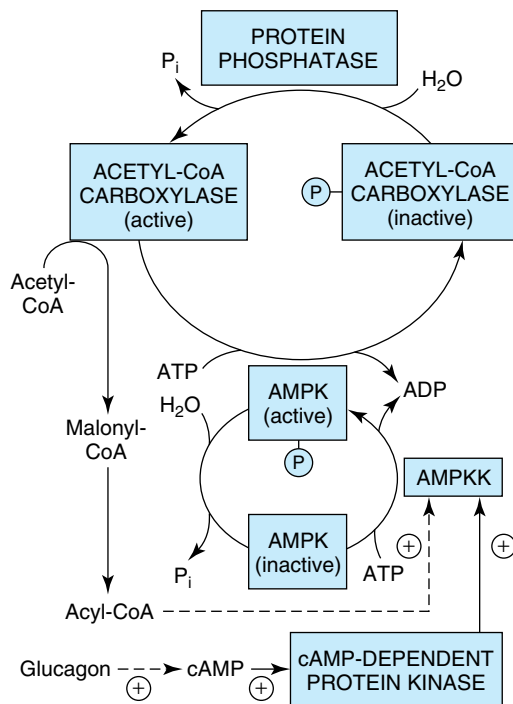 PROTEIN
PHOSPHATASE
Pi
H2O
ACETYL-CoA
CARBOXYLASE
(active)
P
ACETYL-CoA
CARBOXYLASE
(inactive)
Acetyl-
CoA
ATP
ADP
H2O
AMPK
(active)
P
Malonyl-
CoA
AMPKK
AMPK
(inactive)
+
+
Pi
ATP
Acyl-CoA
Glucagon
+
cAMP
+
cAMP-DEPENDENT
PROTEIN KINASE